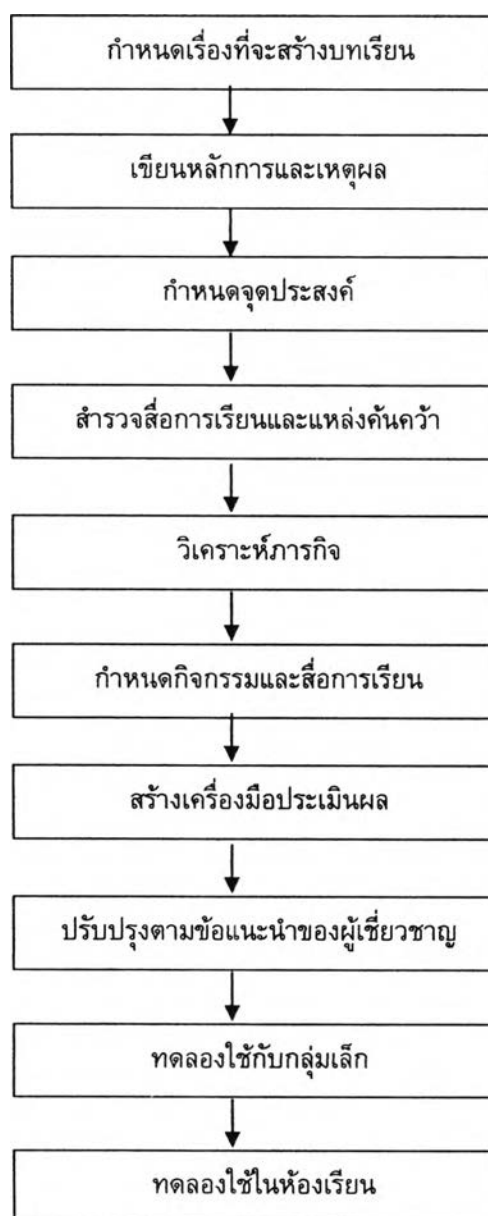 กำหนดเรื่องที่จะสร้างบทเรียน
เขียนหลักการและเหตุผล
กำหนดจุดประสงค์
สำรวจสื่อการเรียนและแหล่งค้นคว้า
วิเคราะห์ภารกิจ
กำหนดกิจกรรมและสื่อการเรียน
สร้างเครื่องมือประเมินผล
ปรับปรุงตามข้อแนะนำของผู้เชี่ยวชาญ
ทดลองใช้กับกลุ่มเล็ก
ทดลองใช้ในห้องเรียน